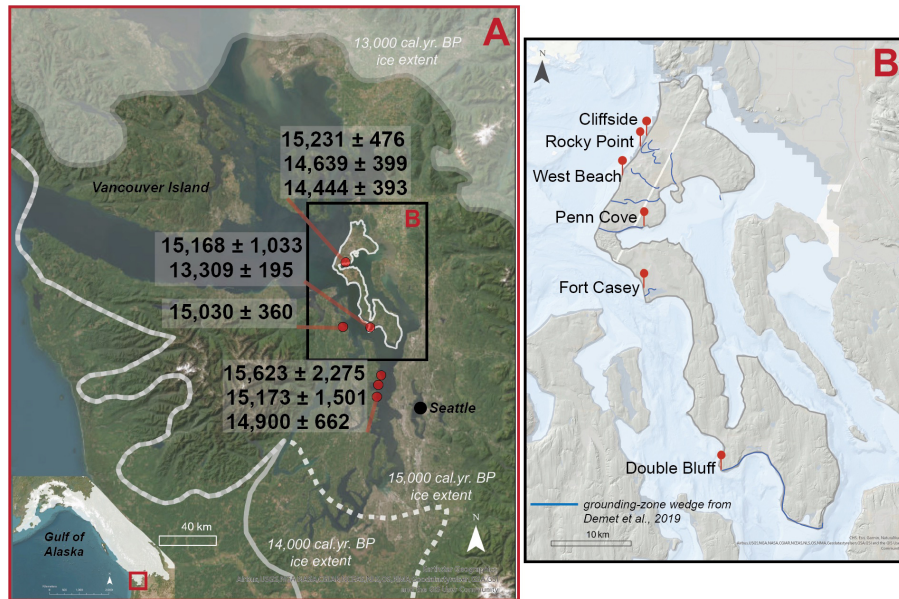 A
13,000 cal.yr. BP
ice extent
15,231 ± 476
14,639 ± 399
14,444 ± 393
Vancouver Island
B
15,168 ± 1,033
13,309 ± 195
15,030 ± 360
15,623 ± 2,275
15,173 ± 1,501
14,900 ± 662
Seattle
15,000 cal.yr. BP
ice extent
14,000 cal.yr. BP
ice extent
40 km
N
Gulf of
Alaska
B
N
Cliffside
Rocky Point
West Beach
Penn Cove
Fort Casey
Double Bluff
grounding-zone wedge from
Demet et al., 2019
10 km